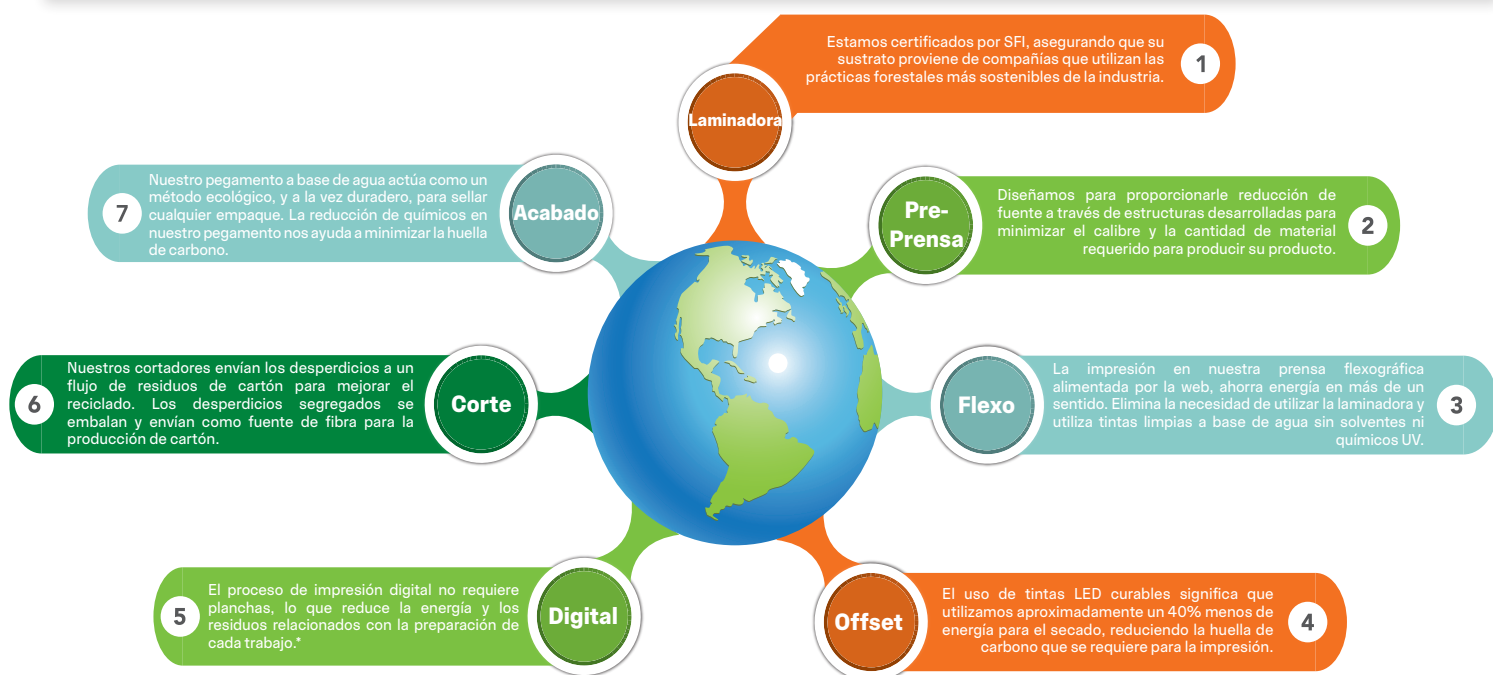 Laminadora
Estamos certificados por SFI, asegurando que su
sustrato proviene de compañías que utilizan las
prácticas forestales más sostenibles de la industria.
1
Pre-
Prensa
Diseñamos para proporcionarle reducción de
fuente a través de estructuras desarrolladas para
minimizar el calibre y la cantidad de material
requerido para producir su producto.
2
Flexo
La impresión en nuestra prensa flexográfica
alimentada por la web, ahorra energía en más de un
sentido. Elimina la necesidad de utilizar la laminadora y
utiliza tintas limpias a base de agua sin solventes ni
químicos UV.
3
Offset
El uso de tintas LED curables significa que
utilizamos aproximadamente un 40% menos de
energía para el secado, reduciendo la huella de
carbono que se requiere para la impresión.
4
5
El proceso de impresión digital no requiere
planchas, lo que reduce la energía y los
residuos relacionados con la preparación de
cada trabajo.*
Digital
6
Nuestros cortadores envían los desperdicios a un
flujo de residuos de cartón para mejorar el
reciclado. Los desperdicios segregados se
embalan y envían como fuente de fibra para la
producción de cartón.
Corte
7
Nuestro pegamento a base de agua actúa como un
método ecológico, y a la vez duradero, para sellar
cualquier empaque. La reducción de químicos en
nuestro pegamento nos ayuda a minimizar la huella
de carbono.
Acabado